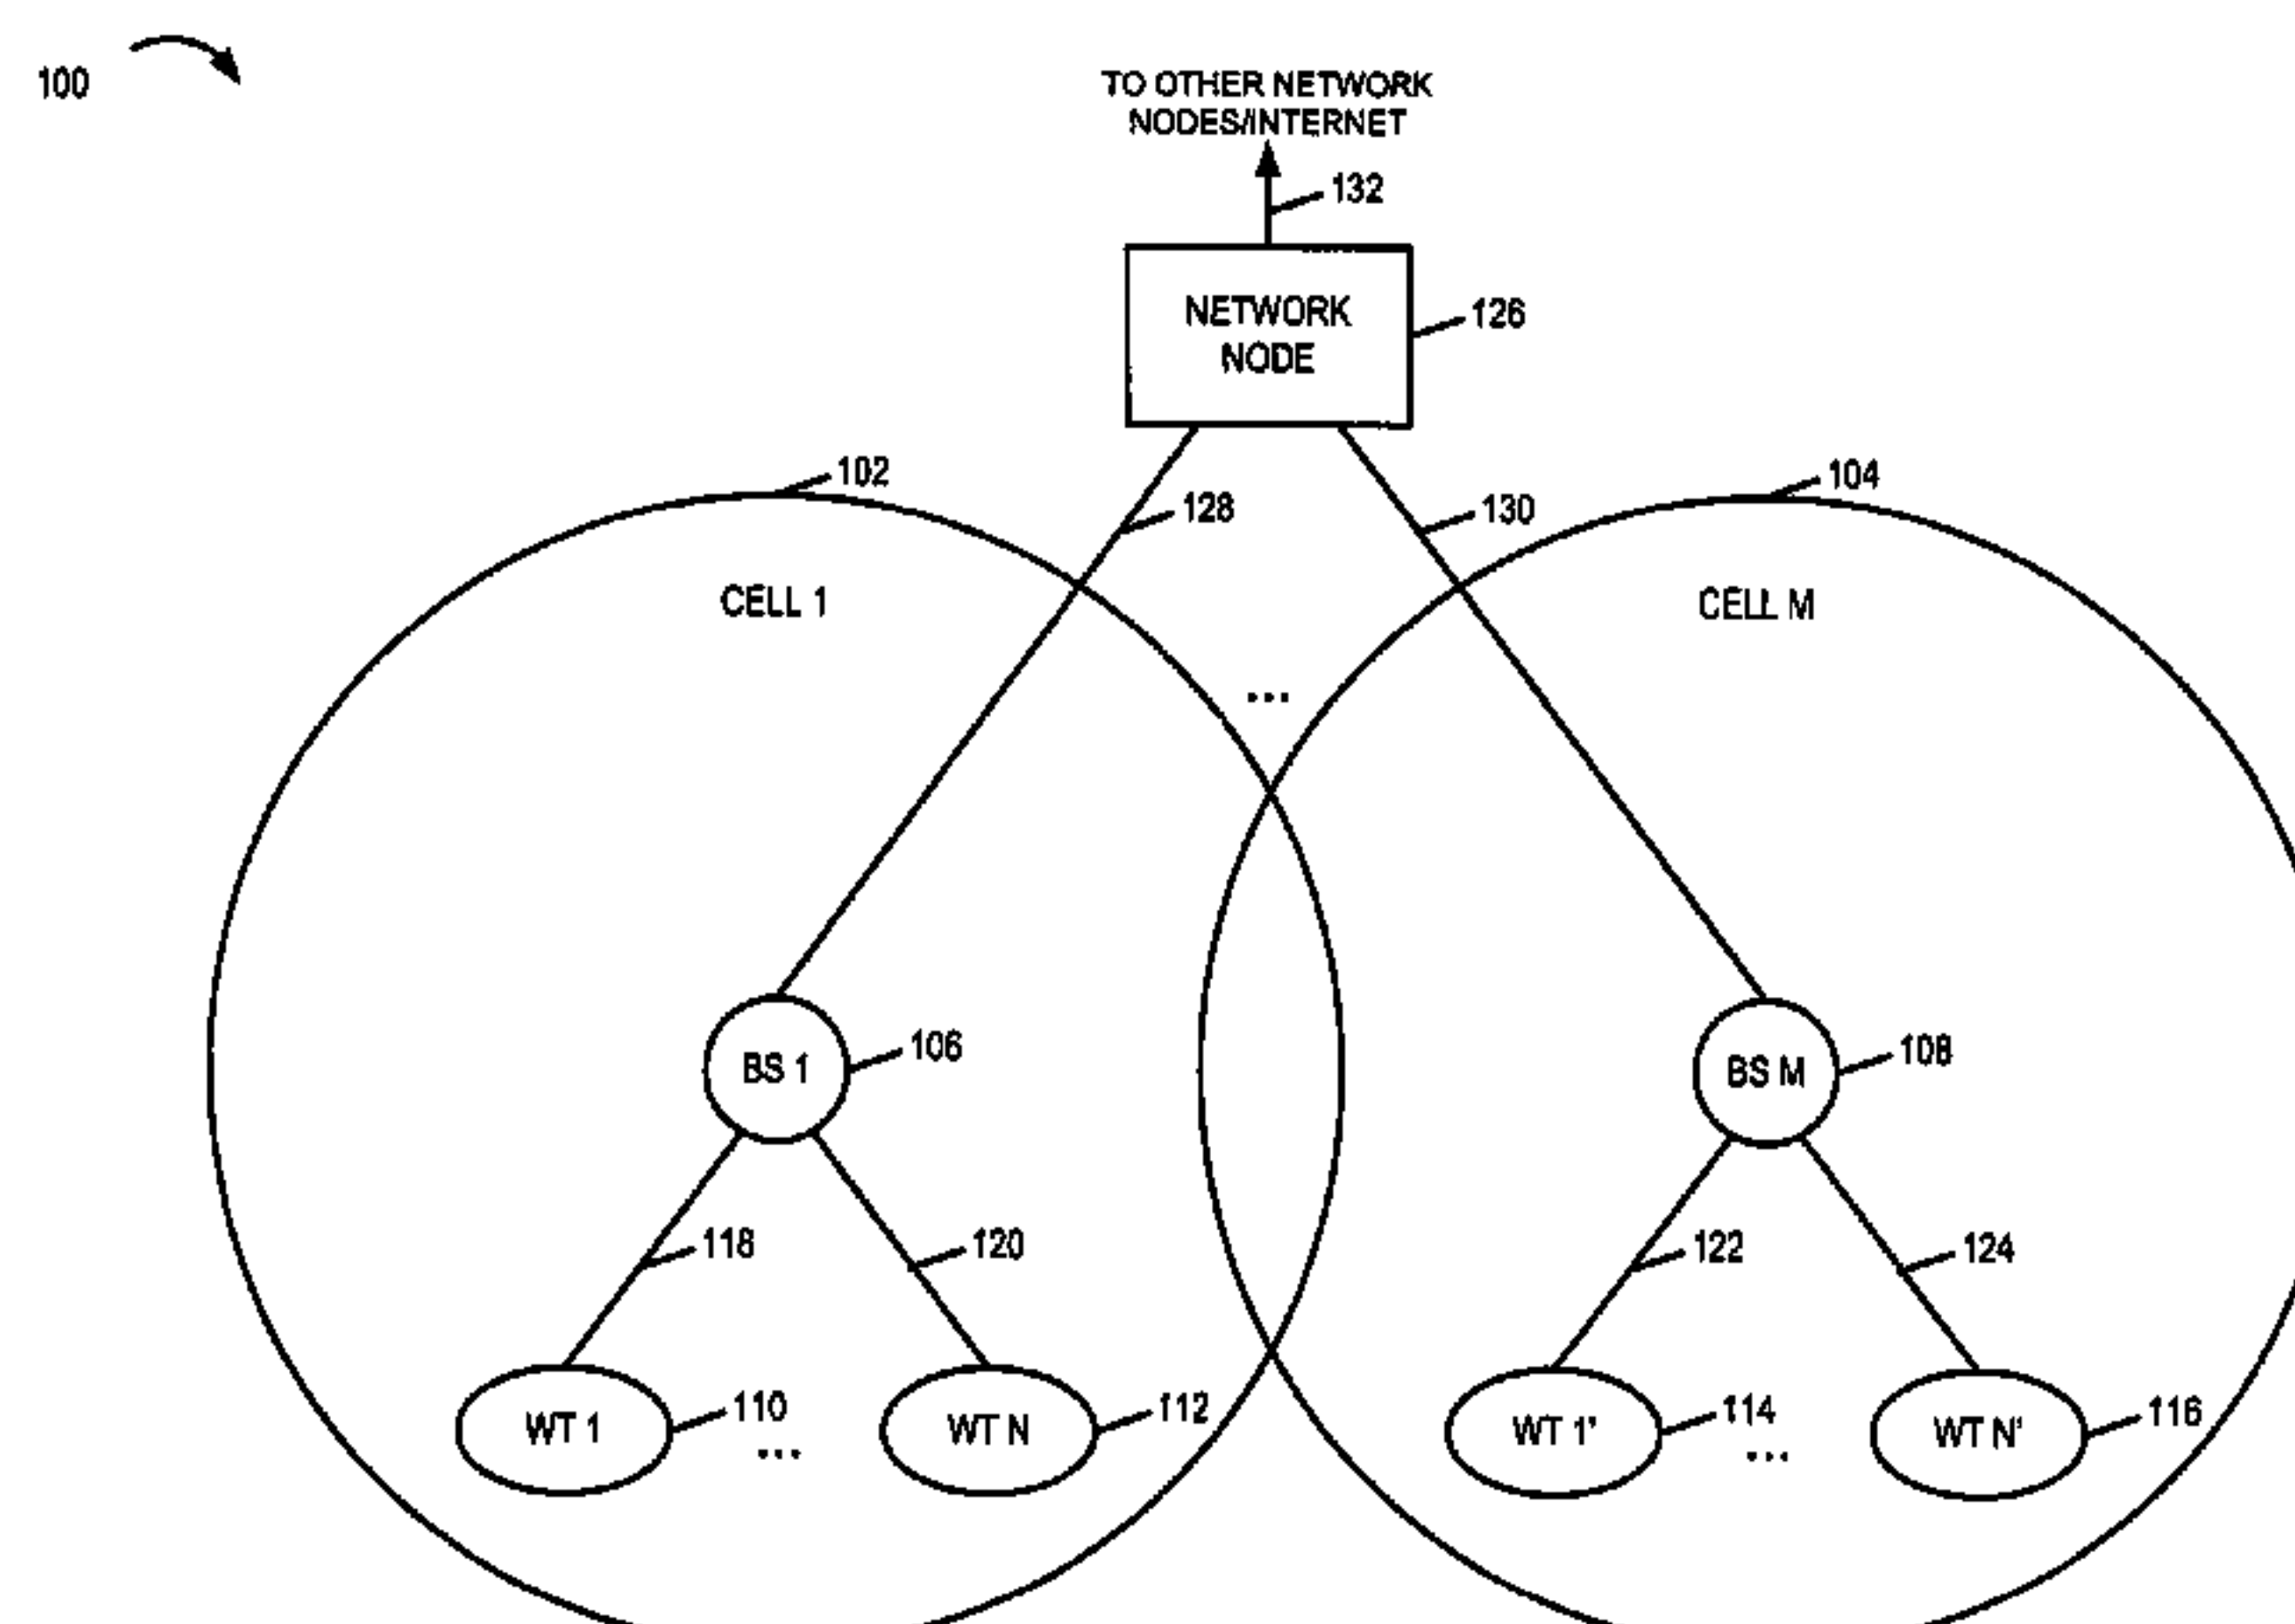 100
TO OTHER NETWORK
NODES/INTERNET
132
NETWORK
NODE
126
102
104
128
130
CELL 1
CELL M
...
BS 1
106
BS M
108
118
120
122
124
WT 1
110
...
WT N
112
WT 1'
114
...
WT N'
116